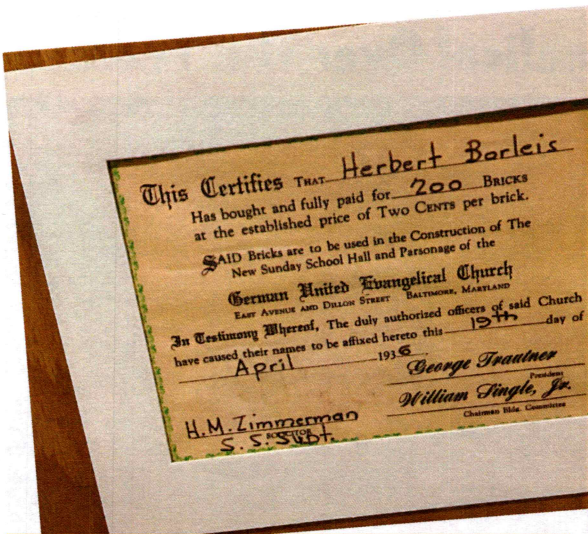 This Certifies THAT Herbert Borleis
Has bought and fully paid for 200 BRICKS
at the established price of Two CENTS per brick.
SAID Bricks are to be used in the Construction of The
New Sunday School Hall and Parsonage of the
German United Evangelical Church
EAST AVENUE AND DILLON STREET BALTIMORE, MARYLAND
In Testimony Whereof, The duly authorized officers of said Church
have caused their names to be affixed hereto this 19th day of
April 1936
George Trautner
President
William Single, Jr.
Chairman Bldg. Committee
H.M. Zimmerman
SOLICITOR
S. S. Supt.